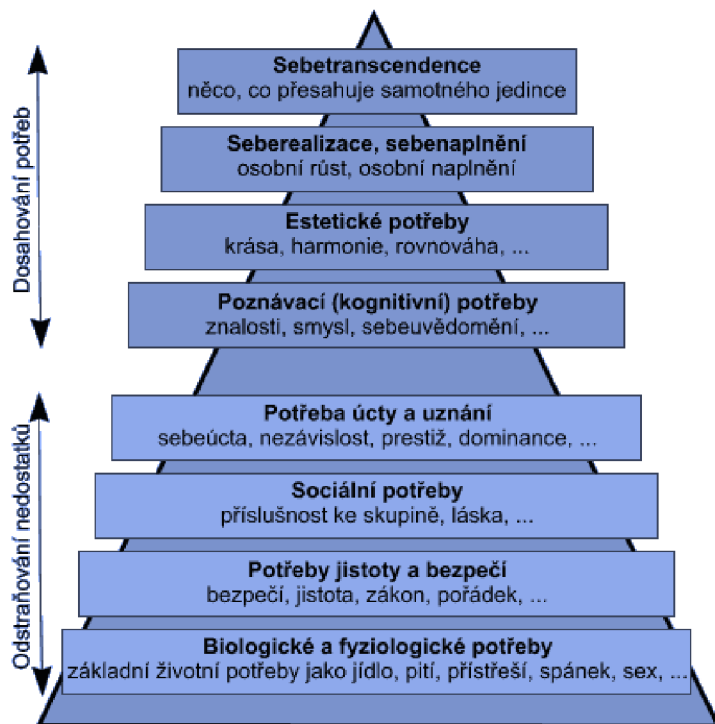 Sebetranscendence
něco, co přesahuje samotného jedince
Seberealizace, sebenaplnění
osobní růst, osobní naplnění
Estetické potřeby
krása, harmonie, rovnováha, ...
Poznávací (kognitivní) potřeby
znalosti, smysl, sebeuvědomění, ...
Dosahování potřeb
Potřeba úcty a uznání
sebeúcta, nezávislost, prestiž, dominance, ...
Sociální potřeby
příslušnost ke skupině, láska, ...
Potřeby jistoty a bezpečí
bezpečí, jistota, zákon, pořádek, ...
Biologické a fyziologické potřeby
základní životní potřeby jako jídlo, pití, přístřeší, spánek, sex, ...
Odstraňování nedostatků